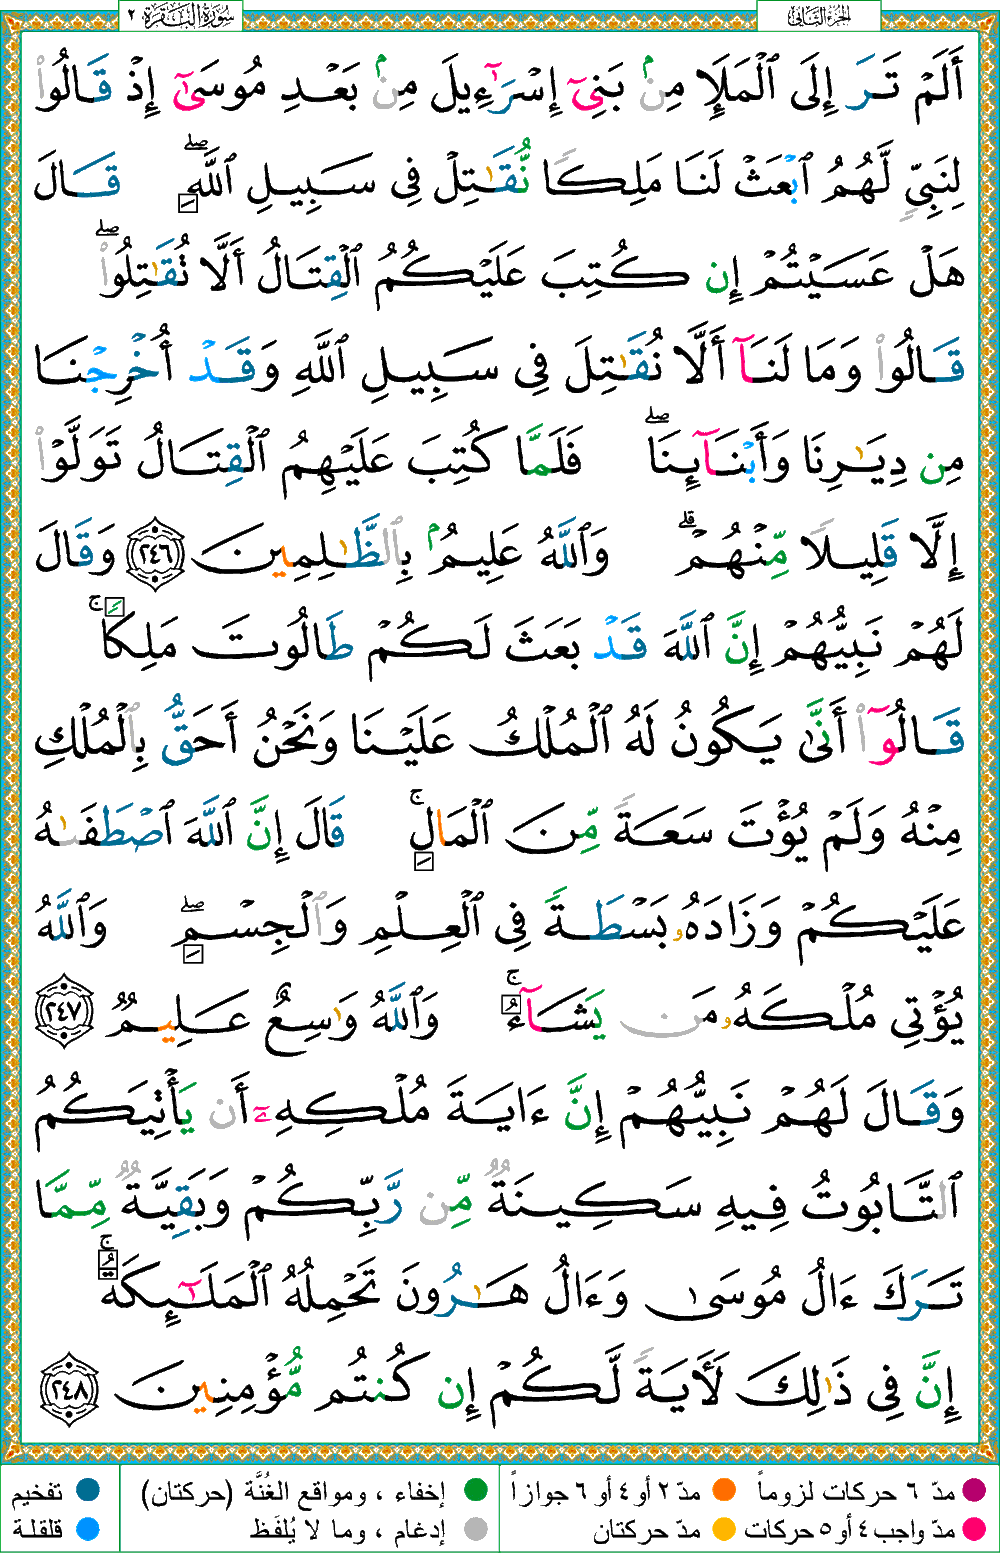 الجزء الثاني
سورة البقرة ٢
أَلَمْ تَرَ إِلَى ٱلْمَلَإِ مِنۢ بَنِىٓ إِسْرَٰٓءِيلَ مِنۢ بَعْدِ مُوسَىٰٓ إِذْ قَالُوا۟
لِنَبِىٍّ لَّهُمُ ٱبْعَثْ لَنَا مَلِكًا نُّقَٰتِلْ فِى سَبِيلِ ٱللَّهِ ۖ قَالَ
هَلْ عَسَيْتُمْ إِن كُتِبَ عَلَيْكُمُ ٱلْقِتَالُ أَلَّا تُقَٰتِلُوا۟ ۖ
قَالُوا۟ وَمَا لَنَآ أَلَّا نُقَٰتِلَ فِى سَبِيلِ ٱللَّهِ وَقَدْ أُخْرِجْنَا
مِن دِيَٰرِنَا وَأَبْنَآئِنَا ۖ فَلَمَّا كُتِبَ عَلَيْهِمُ ٱلْقِتَالُ تَوَلَّوْا۟
إِلَّا قَلِيلًا مِّنْهُمْ ۗ وَٱللَّهُ عَلِيمٌۢ بِٱلظَّٰلِمِينَ ٢٤٦ وَقَالَ
لَهُمْ نَبِيُّهُمْ إِنَّ ٱللَّهَ قَدْ بَعَثَ لَكُمْ طَالُوتَ مَلِكًا ۚ
قَالُوٓا۟ أَنَّىٰ يَكُونُ لَهُ ٱلْمُلْكُ عَلَيْنَا وَنَحْنُ أَحَقُّ بِٱلْمُلْكِ
مِنْهُ وَلَمْ يُؤْتَ سَعَةً مِّنَ ٱلْمَالِ ۚ قَالَ إِنَّ ٱللَّهَ ٱصْطَفَىٰهُ
عَلَيْكُمْ وَزَادَهُۥ بَسْطَةً فِى ٱلْعِلْمِ وَٱلْجِسْمِ ۖ وَٱللَّهُ
يُؤْتِى مُلْكَهُۥ مَن يَشَآءُ ۚ وَٱللَّهُ وَٰسِعٌ عَلِيمٌ ٢٤٧
وَقَالَ لَهُمْ نَبِيُّهُمْ إِنَّ ءَايَةَ مُلْكِهِۦٓ أَن يَأْتِيَكُمُ
ٱلتَّابُوتُ فِيهِ سَكِينَةٌ مِّن رَّبِّكُمْ وَبَقِيَّةٌ مِّمَّا
تَرَكَ ءَالُ مُوسَىٰ وَءَالُ هَٰرُونَ تَحْمِلُهُ ٱلْمَلَٰٓئِكَةُ ۚ
إِنَّ فِى ذَٰلِكَ لَءَايَةً لَّكُمْ إِن كُنتُم مُّؤْمِنِينَ ٢٤٨
مدّ ٦ حركات لزوماً مدّ ٢ أو ٤ أو ٦ جوازاً إخفاء ، ومواقع الغُنَّة (حركتان) تفخيم
مدّ واجب ٤ أو ٥ حركات مدّ حركتان إدغام ، وما لا يُلفَظ قلقلة